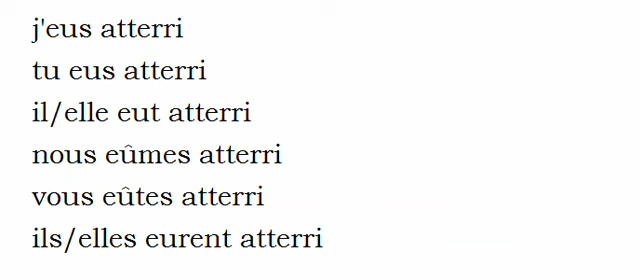 j'eus atterri
tu eus atterri
il/elle eut atterri
nous eûmes atterri
vous eûtes atterri
ils/elles eurent atterri